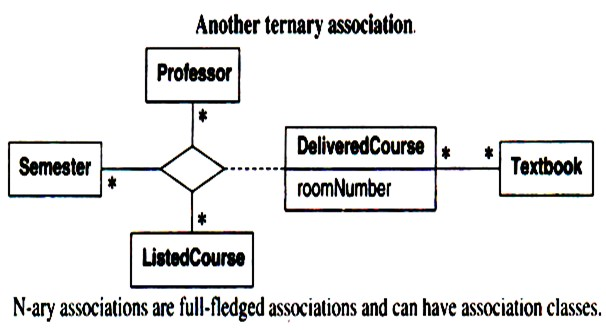 Another ternary association.
Professor
*
Semester
*
DeliveredCourse
roomNumber
*
*
Textbook
*
ListedCourse
N-ary associations are full-fledged associations and can have association classes.